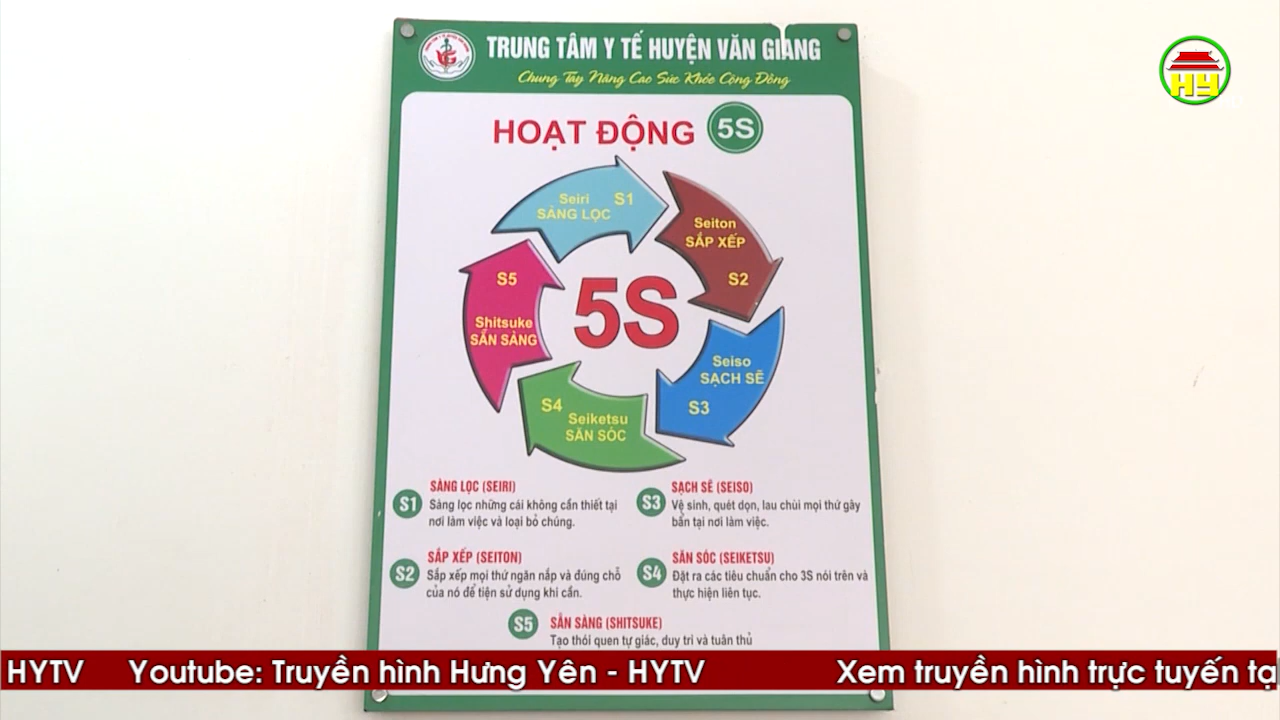 TRUNG TÂM Y TẾ HUYỆN VĂN GIANG
Chung Tay Nâng Cao Sức Khỏe Cộng Đồng
HY
HOẠT ĐỘNG 5S
Seiri S1
SÀNG LỌC
Seiton
SẮP XẾP
S2
S5
Shitsuke
SẴN SÀNG
5S
Seiso
SẠCH SẼ
S3
S4
Seiketsu
SĂN SÓC
S1
SÀNG LỌC (SEIRI)
Sàng lọc những cái không cần thiết tại
nơi làm việc và loại bỏ chúng.
S3
SẠCH SẼ (SEISO)
Vệ sinh, quét dọn, lau chùi mọi thứ gây
bẩn tại nơi làm việc.
S2
SẮP XẾP (SEITON)
Sắp xếp mọi thứ ngăn nắp và đúng chỗ
của nó để tiện sử dụng khi cần.
S4
SĂN SÓC (SEIKETSU)
Đặt ra các tiêu chuẩn cho 3S nói trên và
thực hiện liên tục.
S5
SẴN SÀNG (SHITSUKE)
Tạo thói quen tự giác, duy trì và tuân thủ
HYTV Youtube: Truyền hình Hưng Yên - HYTV Xem truyền hình trực tuyến tạ